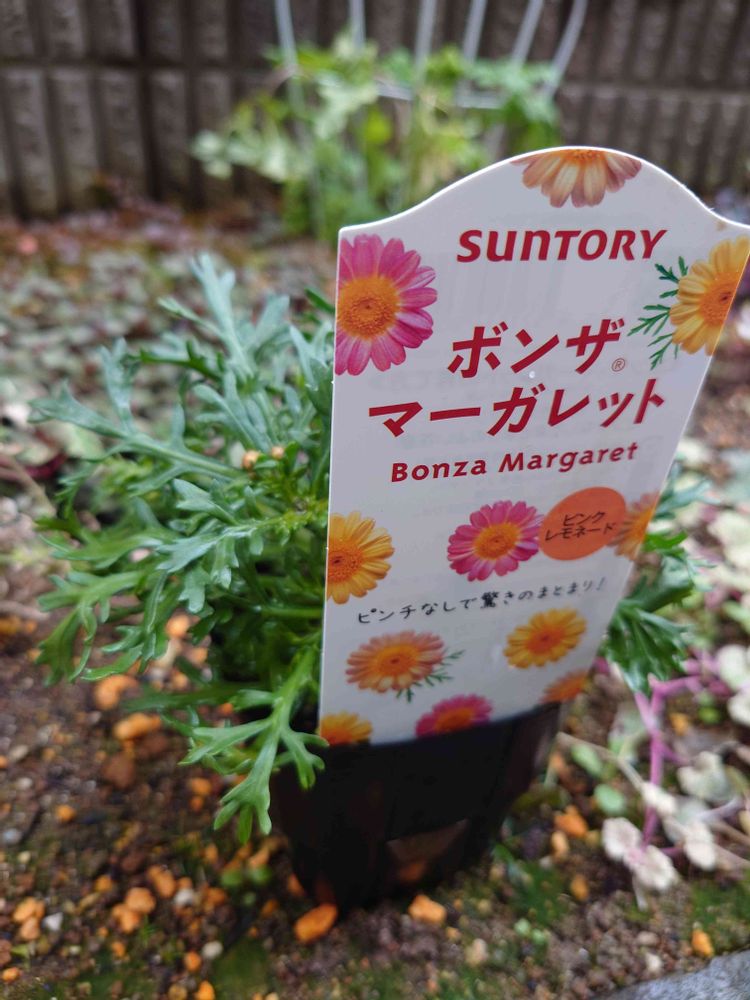 SUNTORY
ボンザ®
マーガレット
Bonza Margaret
ピンク
レモネード
ピンチなしで驚きのまとまり!